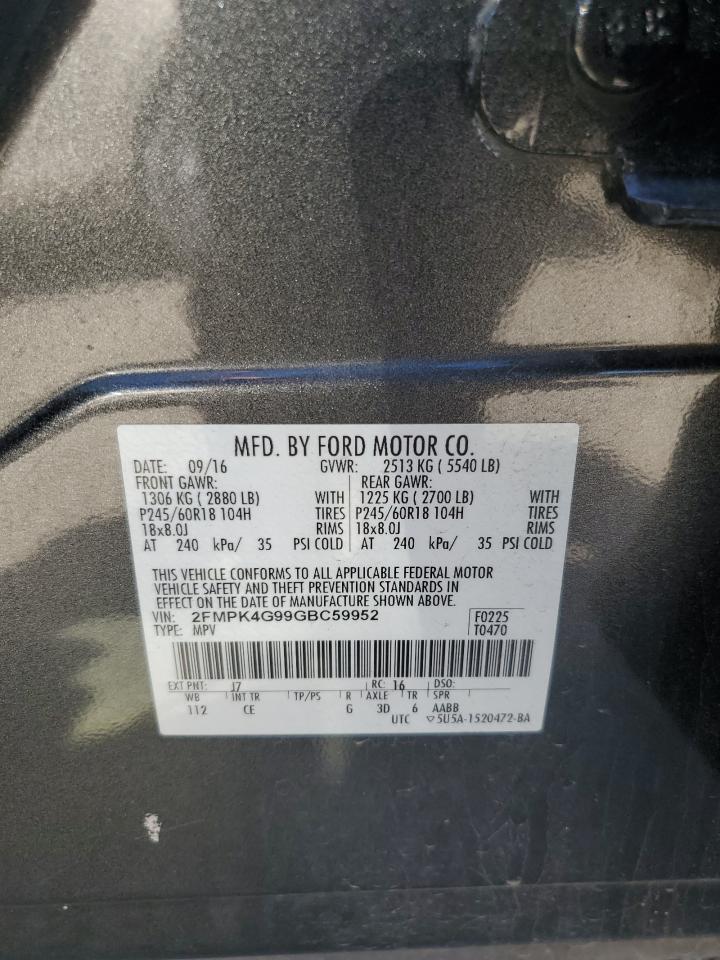 MFD. BY FORD MOTOR CO.
DATE: 09/16 GVWR: 2513 KG ( 5540 LB)
FRONT GAWR: REAR GAWR:
1306 KG ( 2880 LB) WITH 1225 KG ( 2700 LB) WITH
P245/60R18 104H TIRES P245/60R18 104H TIRES
18x8.0J RIMS 18x8.0J RIMS
AT 240 kPa/ 35 PSI COLD AT 240 kPa/ 35 PSI COLD
THIS VEHICLE CONFORMS TO ALL APPLICABLE FEDERAL MOTOR
VEHICLE SAFETY AND THEFT PREVENTION STANDARDS IN
EFFECT ON THE DATE OF MANUFACTURE SHOWN ABOVE.
VIN: 2FMPK4G99GBC59952 F0225
TYPE: MPV T0470
EXT PNT: J7 RC: 16 DSO:
WB INT TR TP/PS R AXLE TR SPR
112 CE G 3D 6 AABB
UTC ▽5U5A-1520472-BA